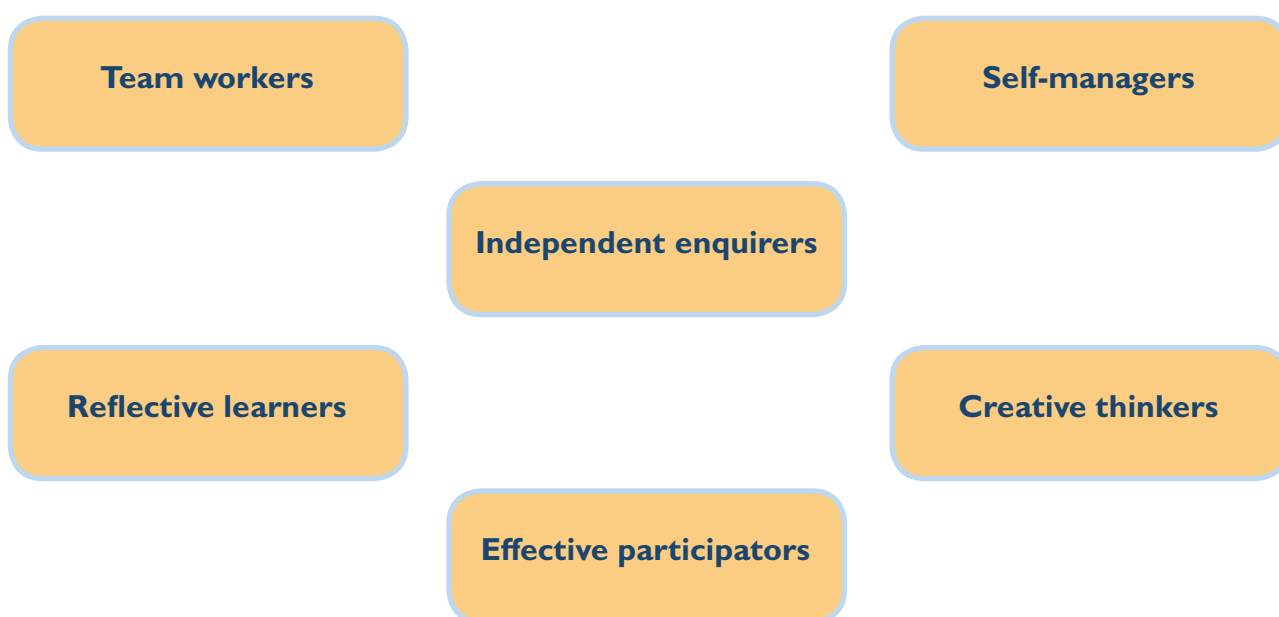 Team workers
Self-managers
Independent enquirers
Reflective learners
Creative thinkers
Effective participators